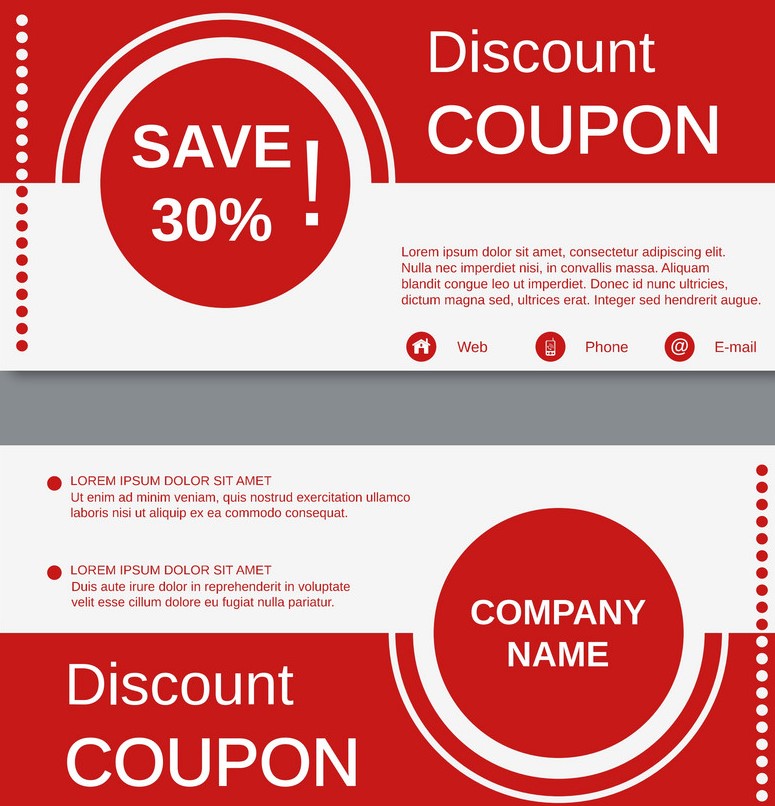 Discount
COUPON
SAVE
30% !
Lorem ipsum dolor sit amet, consectetur adipiscing elit.
Nulla nec imperdiet nisi, in convallis massa. Aliquam
blandit congue leo ut imperdiet. Donec id nunc ultricies,
dictum magna sed, ultrices erat. Integer sed hendrerit augue.
Web
Phone
@ E-mail
LOREM IPSUM DOLOR SIT AMET
Ut enim ad minim veniam, quis nostrud exercitation ullamco
laboris nisi ut aliquip ex ea commodo consequat.
LOREM IPSUM DOLOR SIT AMET
Duis aute irure dolor in reprehenderit in voluptate
velit esse cillum dolore eu fugiat nulla pariatur.
COMPANY
NAME
Discount
COUPON